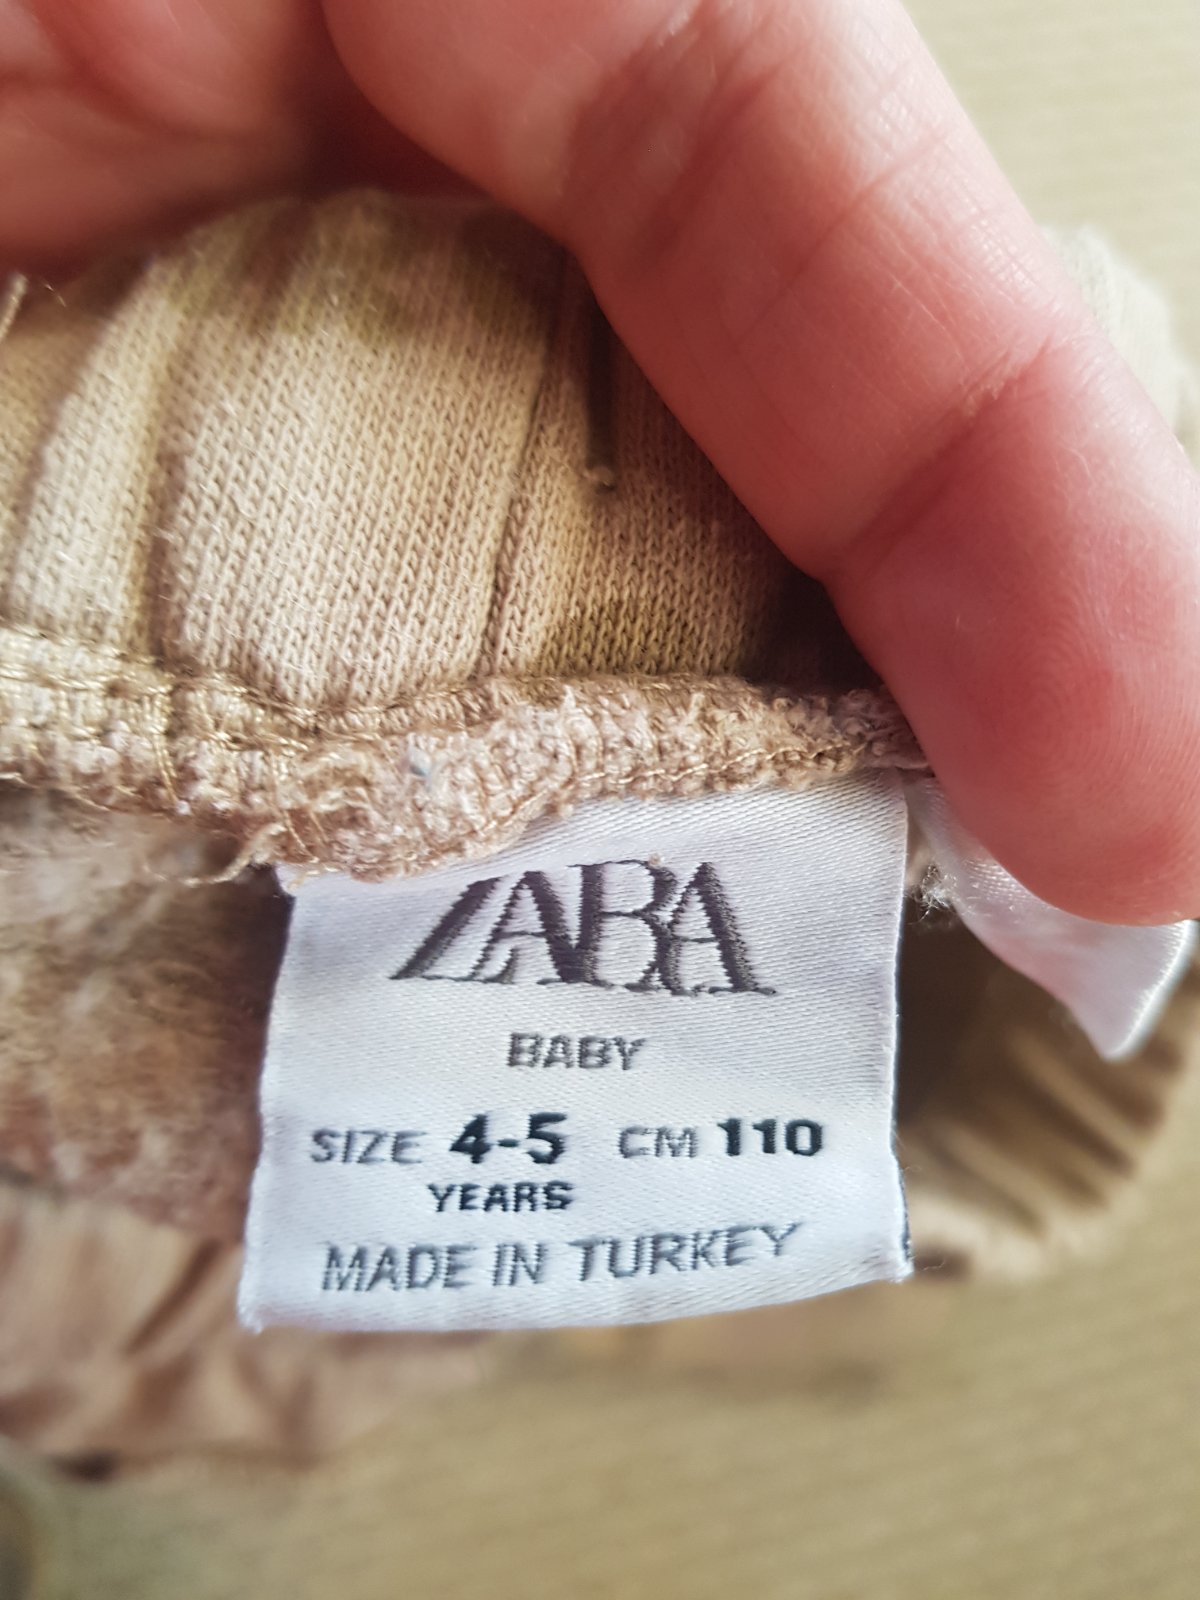 ZARA
BABY
SIZE 4-5 CM 110
YEARS
MADE IN TURKEY